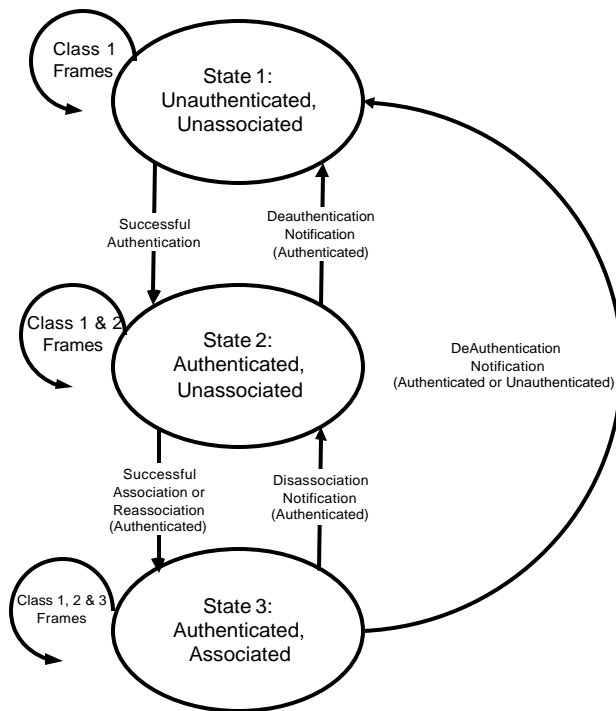 Class 1
Frames
State 1:
Unauthenticated,
Unassociated
Successful
Authentication
Deauthentication
Notification
(Authenticated)
Class 1 & 2
Frames
State 2:
Authenticated,
Unassociated
DeAuthentication
Notification
(Authenticated or Unauthenticated)
Successful
Association or
Reassociation
(Authenticated)
Disassociation
Notification
(Authenticated)
Class 1, 2 & 3
Frames
State 3:
Authenticated,
Associated